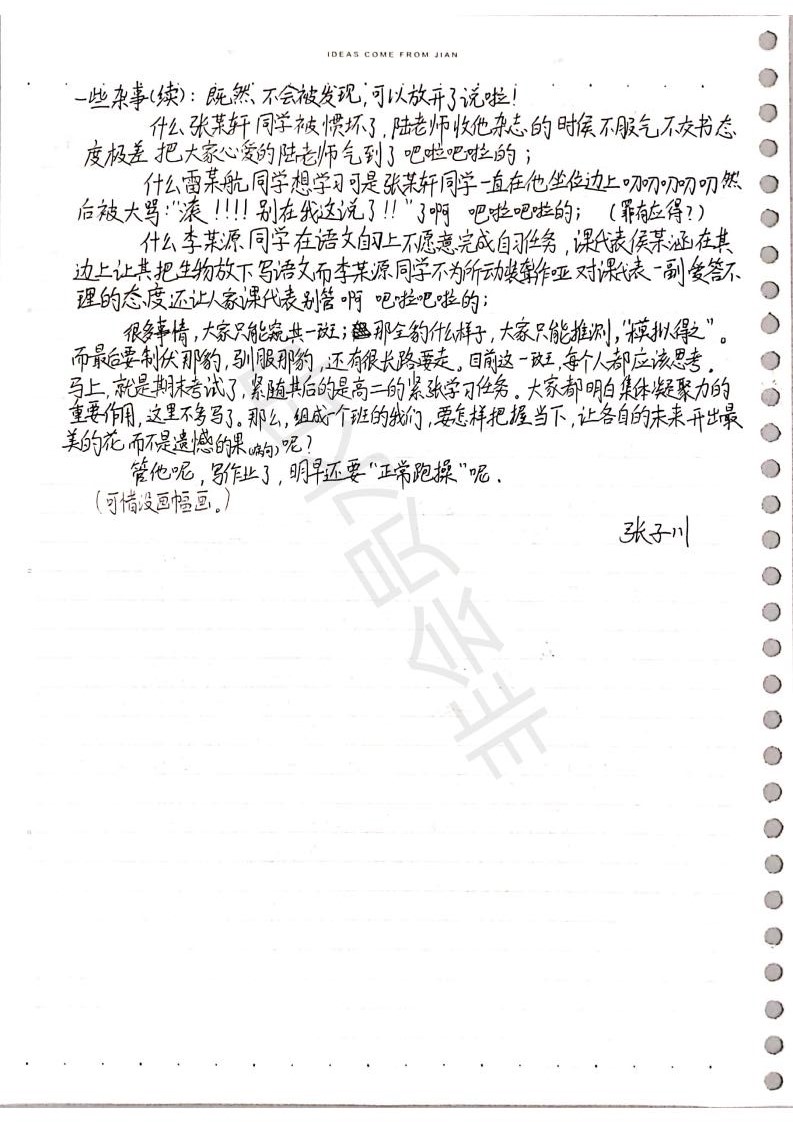 IDEAS COME FROM JIAN
一些杂事(续)：既然不会被发现，可以放开了说啦！
什么张某轩同学被惯坏了，陆老师收他杂志的时候不服气不交书态
度极差把大家心爱的陆老师气到了吧啦吧啦的；
什么雷某航同学想学习可是张某轩同学一直在他坐位边上叨叨叨叨叨然
后被大骂："滚！！！！别在我这说了！！"了啊 吧啦吧啦的；（罪有应得？）
什么李某源同学在语文自习上不愿意完成自习任务，课代表侯某涵在其
边上让其把生物放下写语文而李某源同学不为所动装聋作哑对课代表一副爱答不
理的态度还让人家课代表别管啊 吧啦吧啦的；
很多事情，大家只能窥其一斑；那全豹什么样子，大家只能推测，"模拟得之"。
而最后要制伏那豹，驯服那豹，还有很长路要走。目前这一斑，每个人都应该思考。
马上，就是期末考试了，紧随其后的是高二的紧张学习任务。大家都明白集体凝聚力的
重要作用，这里不多写了。那么，组成一个班的我们，要怎样把握当下，让各自的未来开出最
美的花而不是遗憾的果呢？
管他呢，写作业了，明早还要"正常跑操"呢．
（可惜没画幅画。）
张子川
非会员水印